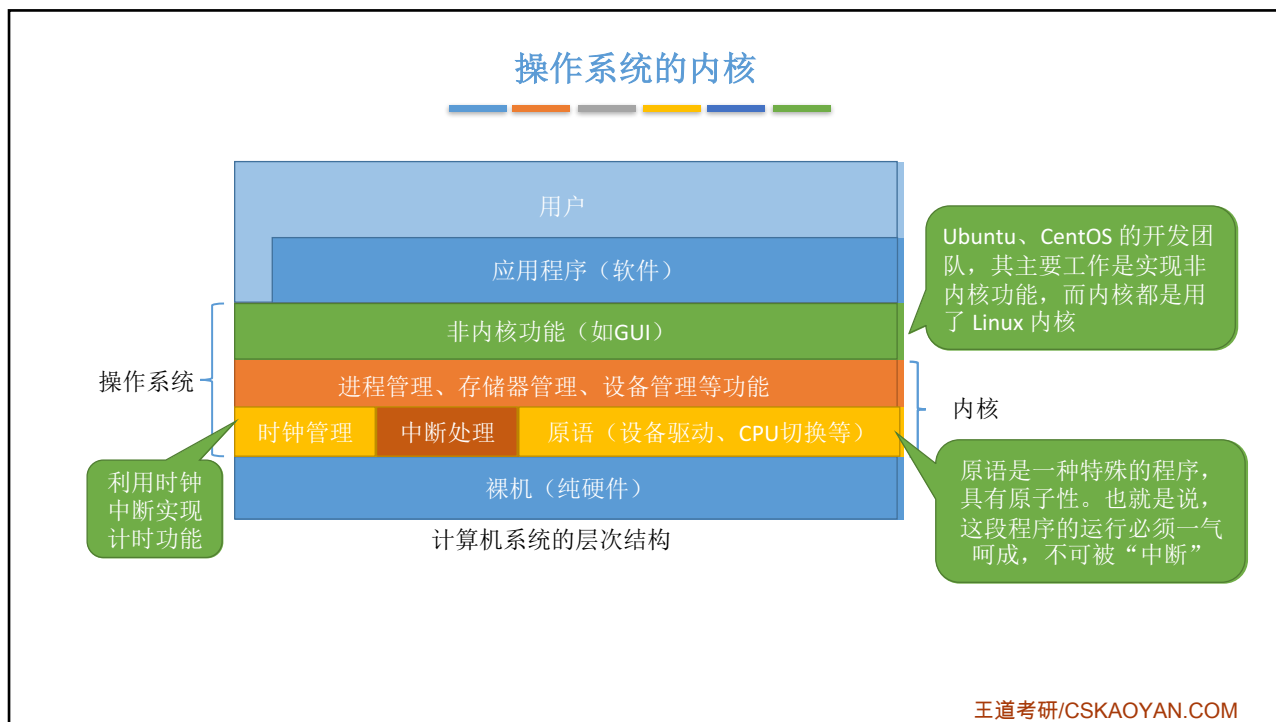 操作系统的内核
用户
应用程序（软件）
非内核功能（如GUI）
进程管理、存储器管理、设备管理等功能
时钟管理
中断处理
原语（设备驱动、CPU切换等）
裸机（纯硬件）
计算机系统的层次结构
操作系统
利用时钟
中断实现
计时功能
Ubuntu、CentOS 的开发团
队，其主要工作是实现非
内核功能，而内核都是用
了 Linux 内核
内核
原语是一种特殊的程序，
具有原子性。也就是说，
这段程序的运行必须一气
呵成，不可被“中断”
王道考研/CSKAOYAN.COM